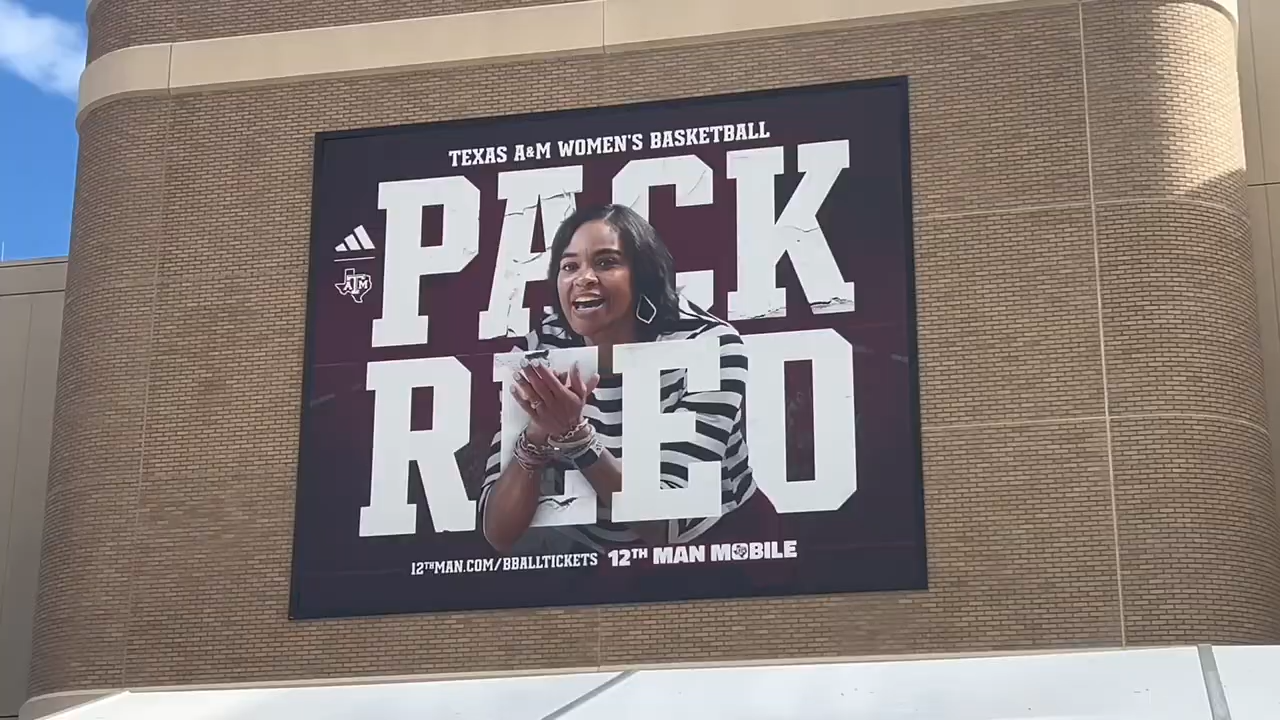 TEXAS A&M WOMEN'S BASKETBALL
PACK
REED
12THMAN.COM/BBALLTICKETS 12TH MAN MOBILE